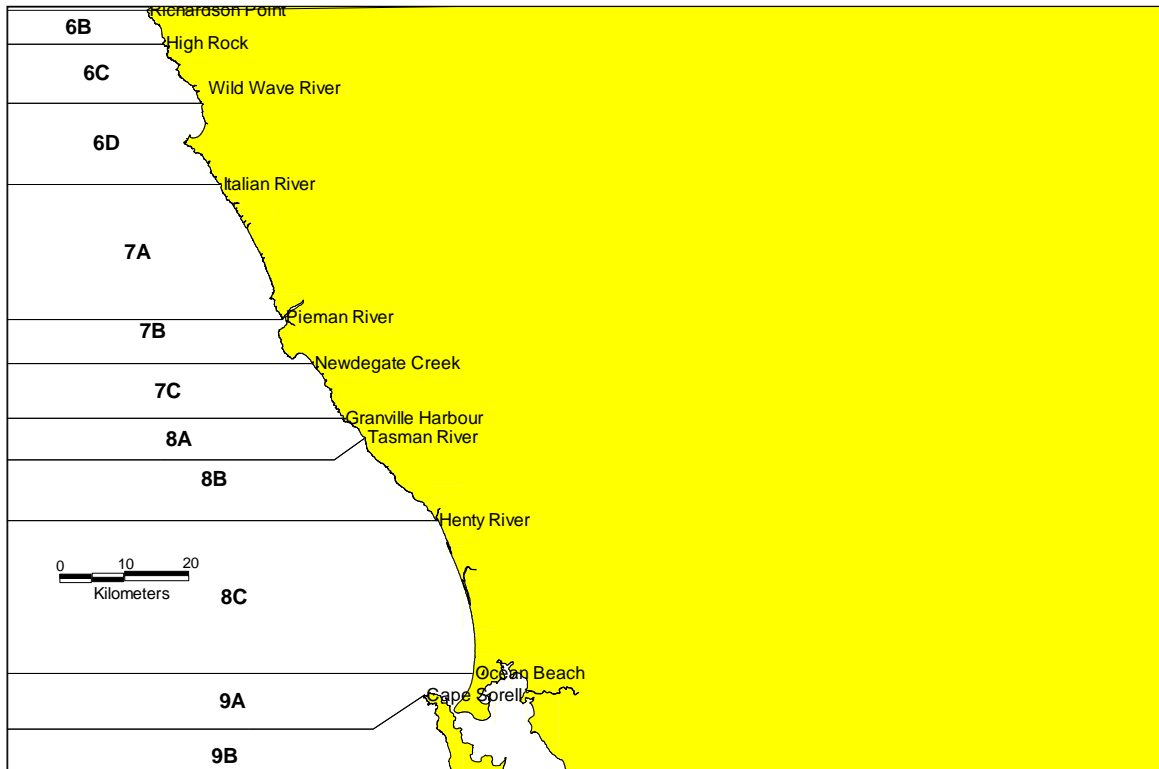 Richardson Point
6B
High Rock
6C
Wild Wave River
6D
Italian River
7A
Pieman River
7B
Newdegate Creek
7C
Granville Harbour
8A
Tasman River
8B
Henty River
0 10 20
Kilometers
8C
Ocean Beach
Cape Sorell
9A
9B